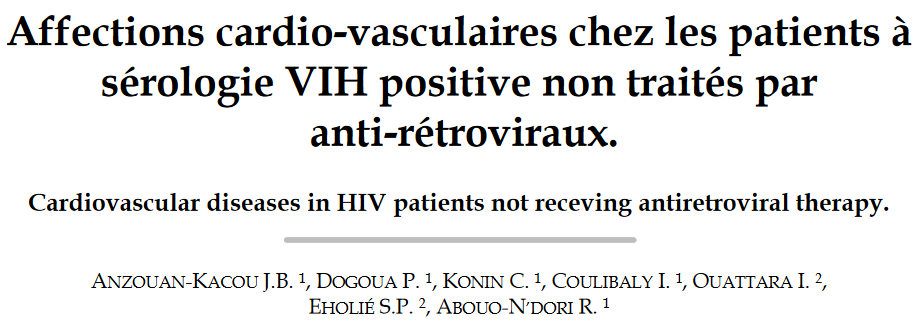 Affections cardio-vasculaires chez les patients à
sérologie VIH positive non traités par
anti-rétroviraux.
Cardiovascular diseases in HIV patients not receving antiretroviral therapy.
ANZOUAN-KACOU J.B. ¹, DOGOUA P. ¹, KONIN C. ¹, COULIBALY I. ¹, OUATTARA I. ²,
EHOLIÉ S.P. ², ABOUO-N'DORI R. ¹